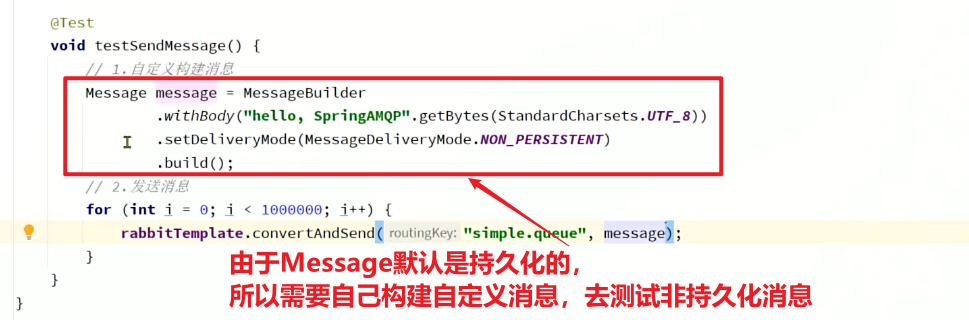 @Test
void testSendMessage() {
// 1.自定义构建消息
Message message = MessageBuilder
.withBody("hello, SpringAMQP".getBytes(StandardCharsets.UTF_8))
.setDeliveryMode(MessageDeliveryMode.NON_PERSISTENT)
.build();
// 2.发送消息
for (int i = 0; i < 1000000; i++) {
rabbitTemplate.convertAndSend( routingKey: "simple.queue", message);
}
}
}
由于Message默认是持久化的，
所以需要自己构建自定义消息，去测试非持久化消息